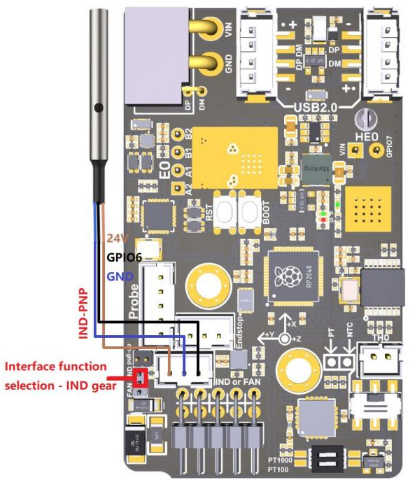 VIN
GND
DP
DM
- +
DP DM
- +
DP
DM
USB2.0
HE0
VIN
GPIO7
E0
B2
B1
A1
A2
RST
BOOT
24V
GPIO6
GND
IND-PNP
Probe
RP2040
Endstop
+X
+Y
+Z
PT
NTC
TH0
Interface function
selection - IND gear
IND or FAN
FAN
IND
PT1000
PT100